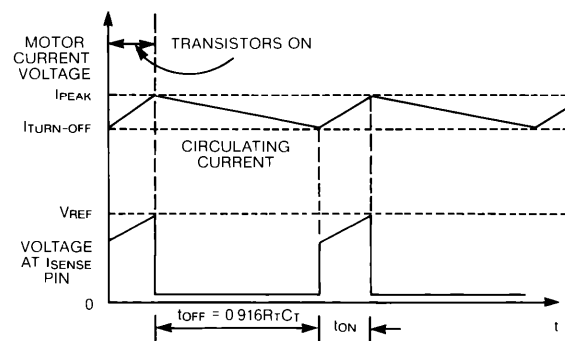 MOTOR
CURRENT
VOLTAGE
TRANSISTORS ON
IPEAK
ITURN-OFF
CIRCULATING
CURRENT
VREF
VOLTAGE
AT ISENSE
PIN
0
tOFF = 0 916RTCT
tON
t